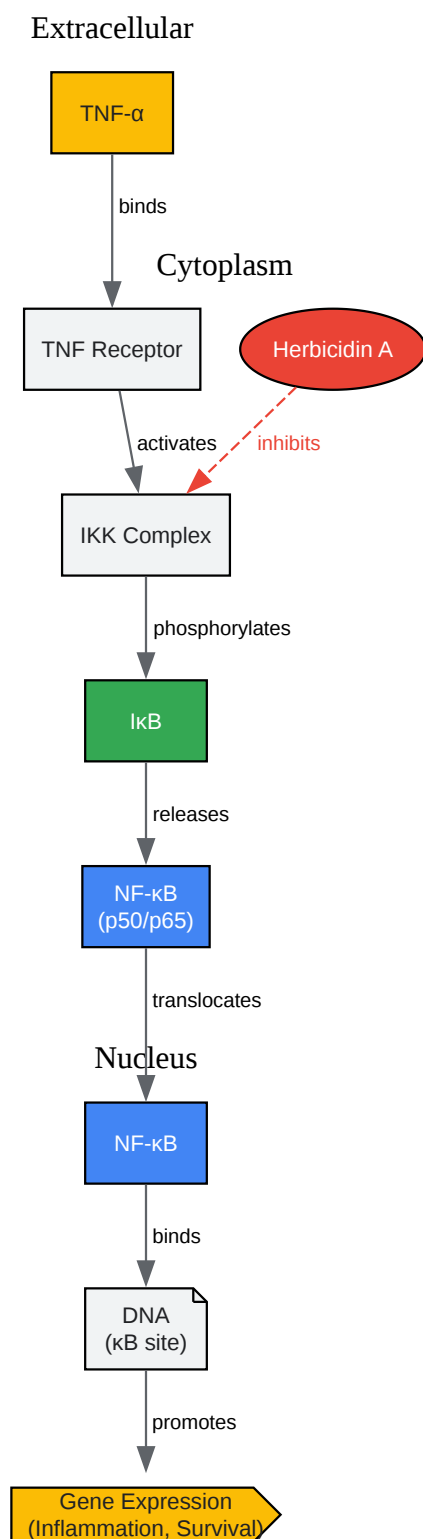 Extracellular
TNF-α
binds
Cytoplasm
TNF Receptor
Herbicidin A
activates
inhibits
IKK Complex
phosphorylates
IκB
releases
NF-κB
(p50/p65)
translocates
Nucleus
NF-κB
binds
DNA
(κB site)
promotes
Gene Expression
(Inflammation, Survival)